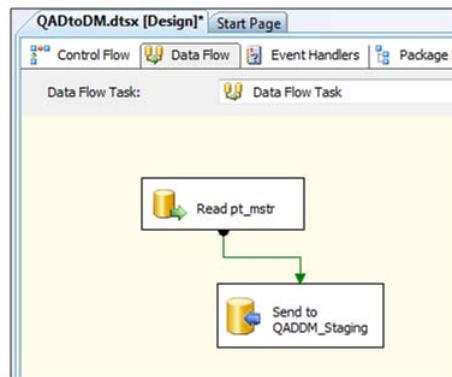 QADtoDM.dtsx [Design]* Start Page
Control Flow Data Flow Event Handlers Package
Data Flow Task: Data Flow Task
Read pt_mstr
Send to
QADDM_Staging